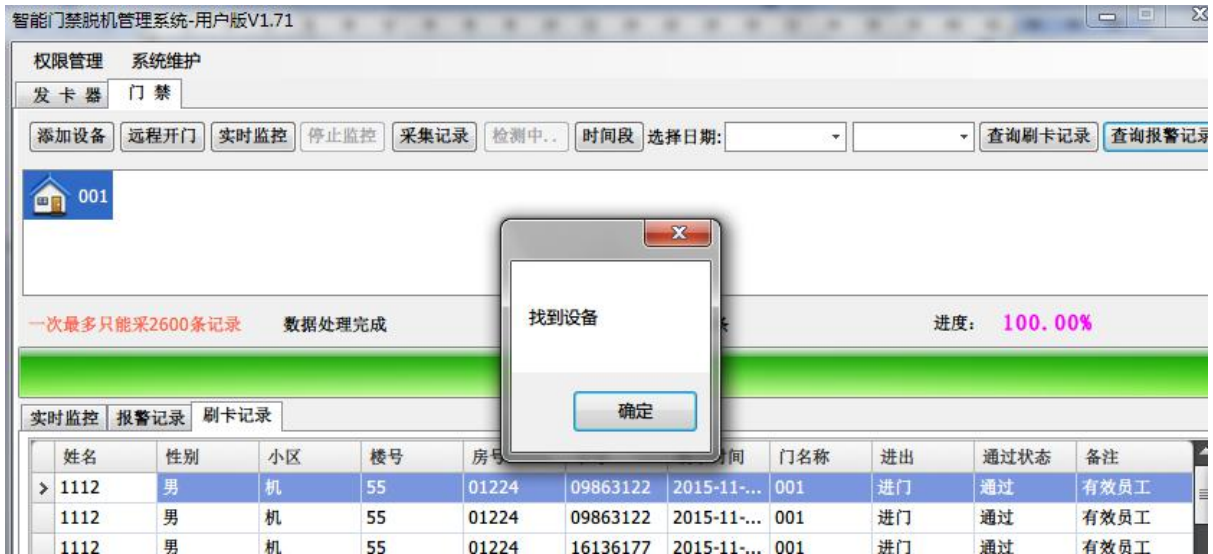 智能门禁脱机管理系统-用户版V1.71
权限管理 系统维护
发卡器 门禁
添加设备 远程开门 实时监控 停止监控 采集记录 检测中.. 时间段 选择日期: 查询刷卡记录 查询报警记录
001
找到设备
一次最多只能采2600条记录 数据处理完成 进度: 100.00%
确定
实时监控 报警记录 刷卡记录
姓名 性别 小区 楼号 房号 时间 门名称 进出 通过状态 备注
1112 男 机 55 01224 09863122 2015-11-... 001 进门 通过 有效员工
1112 男 机 55 01224 09863122 2015-11-... 001 进门 通过 有效员工
1112 男 机 55 01224 16136177 2015-11-... 001 进门 通过 有效员工